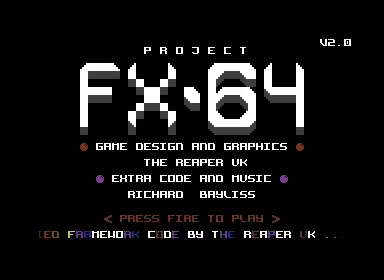 V2.0
PROJECT
FX·64
GAME DESIGN AND GRAPHICS
THE REAPER UK
EXTRA CODE AND MUSIC
RICHARD BAYLISS
< PRESS FIRE TO PLAY >
ED FRAMEWORK CODE BY THE REAPER UK ...